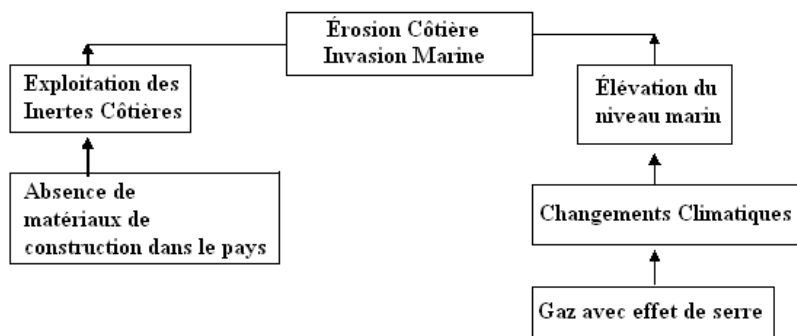 Érosion Côtière
Invasion Marine
Exploitation des
Inertes Côtières
Élévation du
niveau marin
Absence de
matériaux de
construction dans le pays
Changements Climatiques
Gaz avec effet de serre